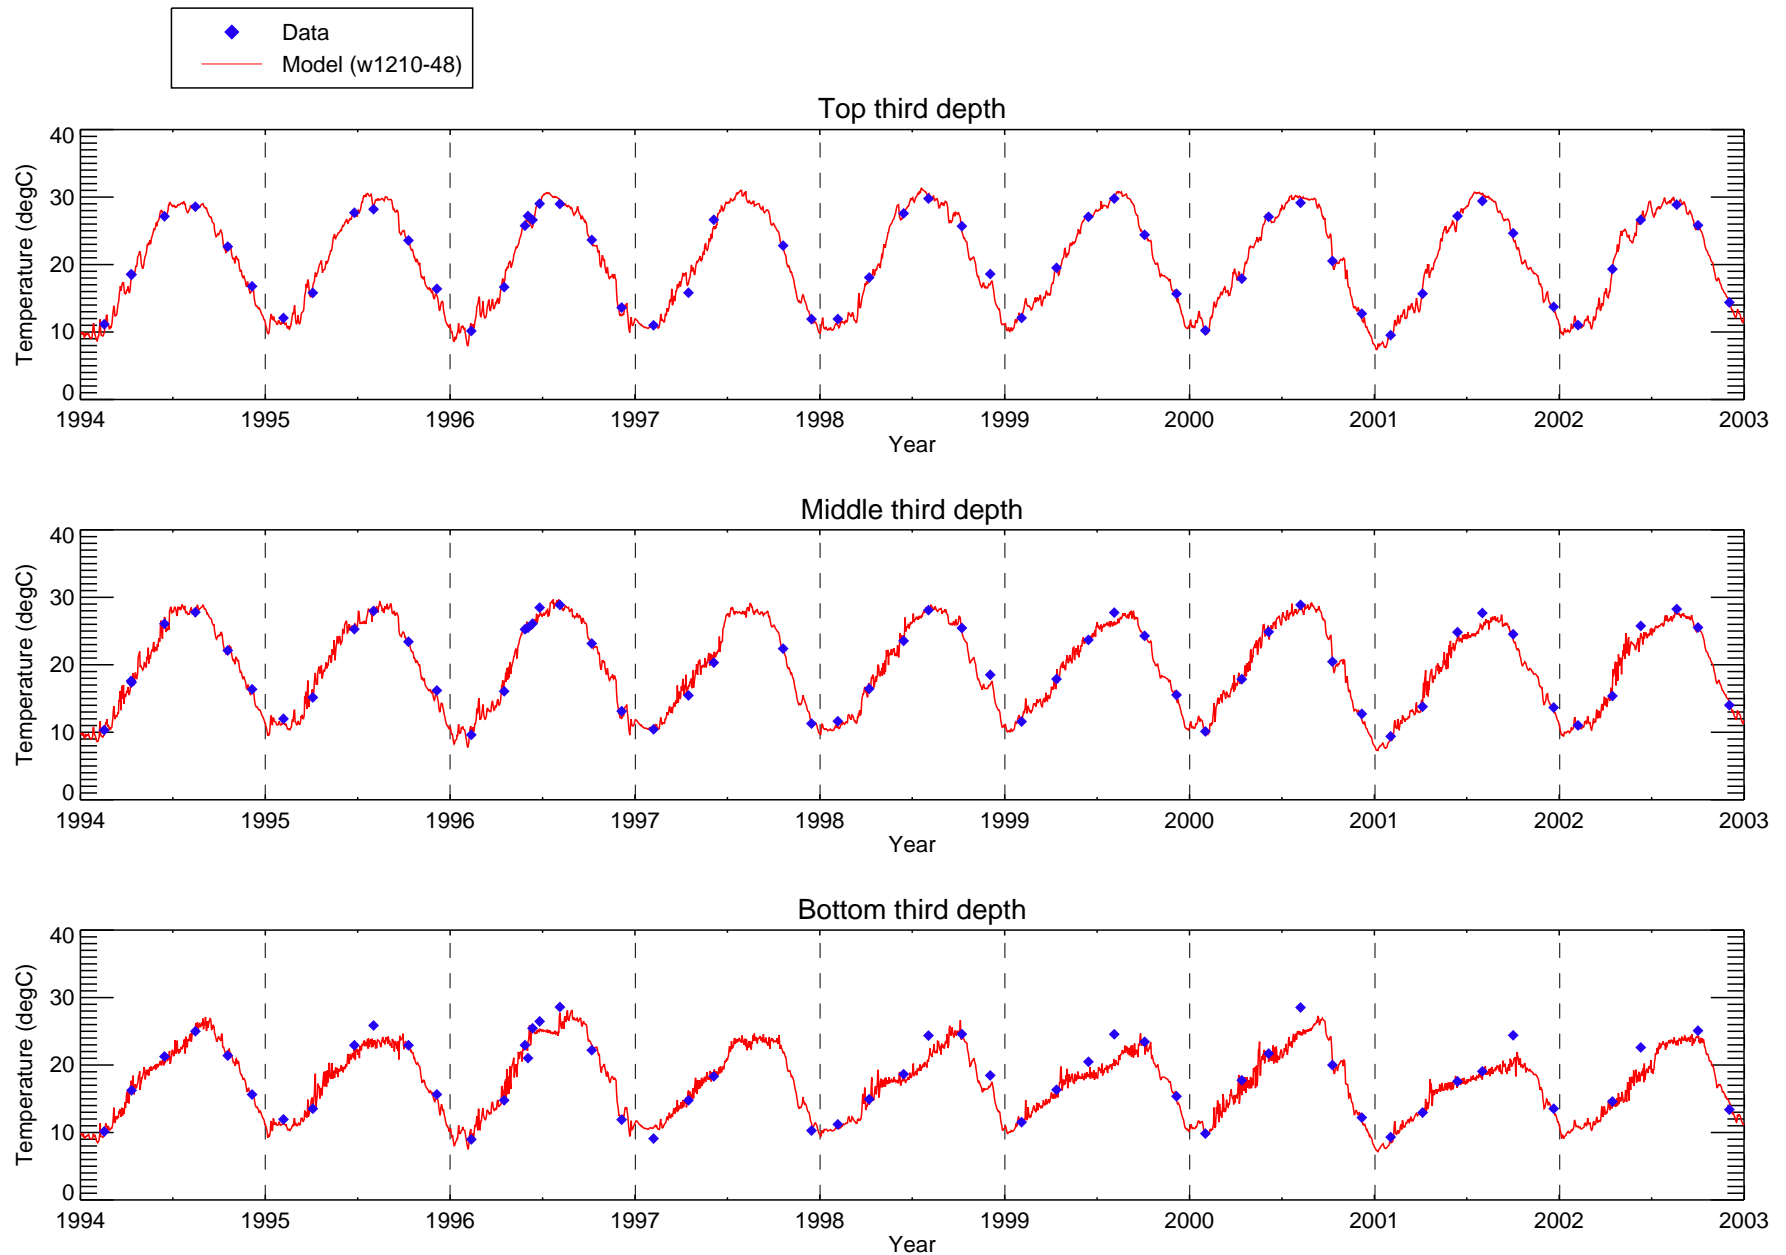 Data
Model (w1210-48)
Top third depth
Temperature (degC)
40
30
20
10
0
1994 1995 1996 1997 1998 1999 2000 2001 2002 2003
Year
Middle third depth
Temperature (degC)
40
30
20
10
0
1994 1995 1996 1997 1998 1999 2000 2001 2002 2003
Year
Bottom third depth
Temperature (degC)
40
30
20
10
0
1994 1995 1996 1997 1998 1999 2000 2001 2002 2003
Year